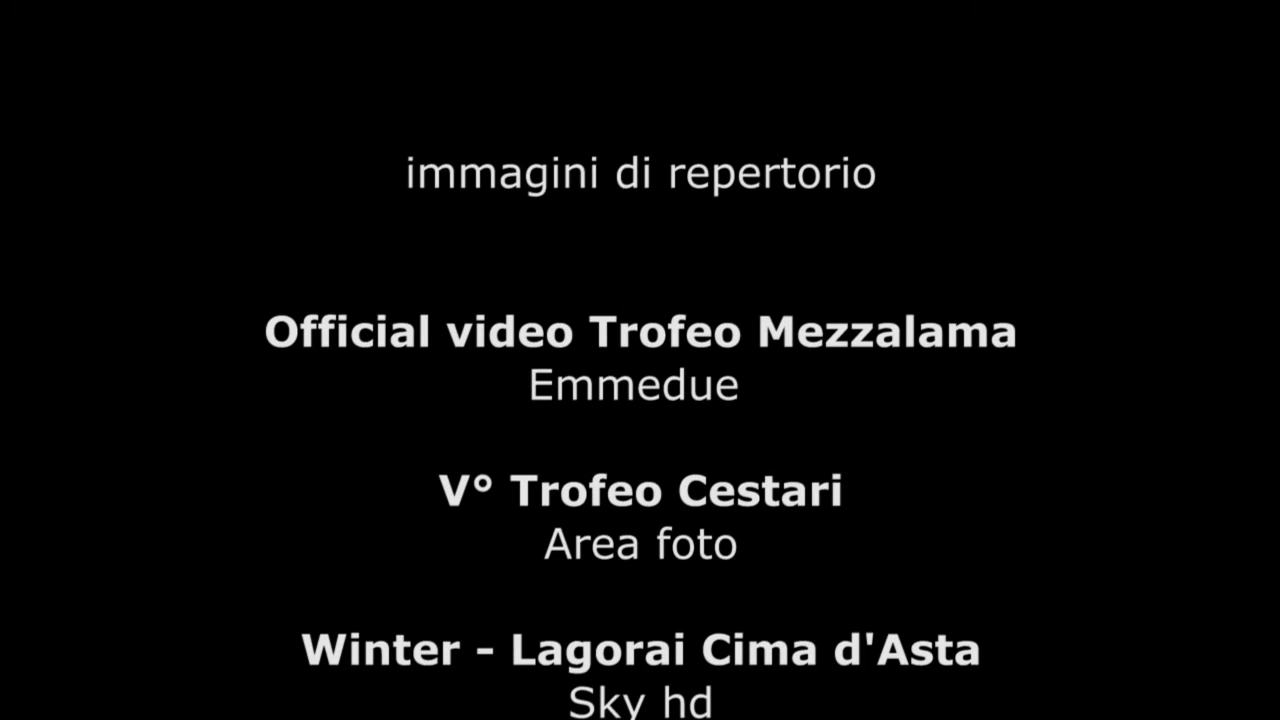 immagini di repertorio
Official video Trofeo Mezzalama
Emmedue
V° Trofeo Cestari
Area foto
Winter - Lagorai Cima d'Asta
Sky hd